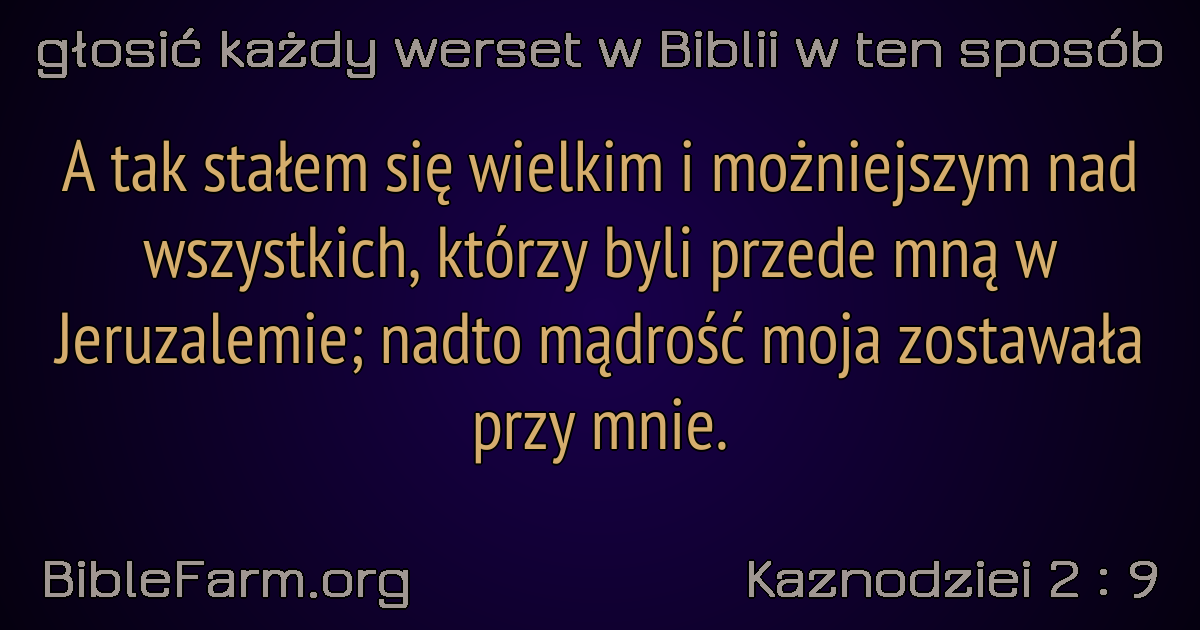 głosić każdy werset w Biblii w ten sposób
A tak stałem się wielkim i możniejszym nad
wszystkich, którzy byli przede mną w
Jeruzalemie; nadto mądrość moja zostawała
przy mnie.
BibleFarm.org
Kaznodziei 2 : 9